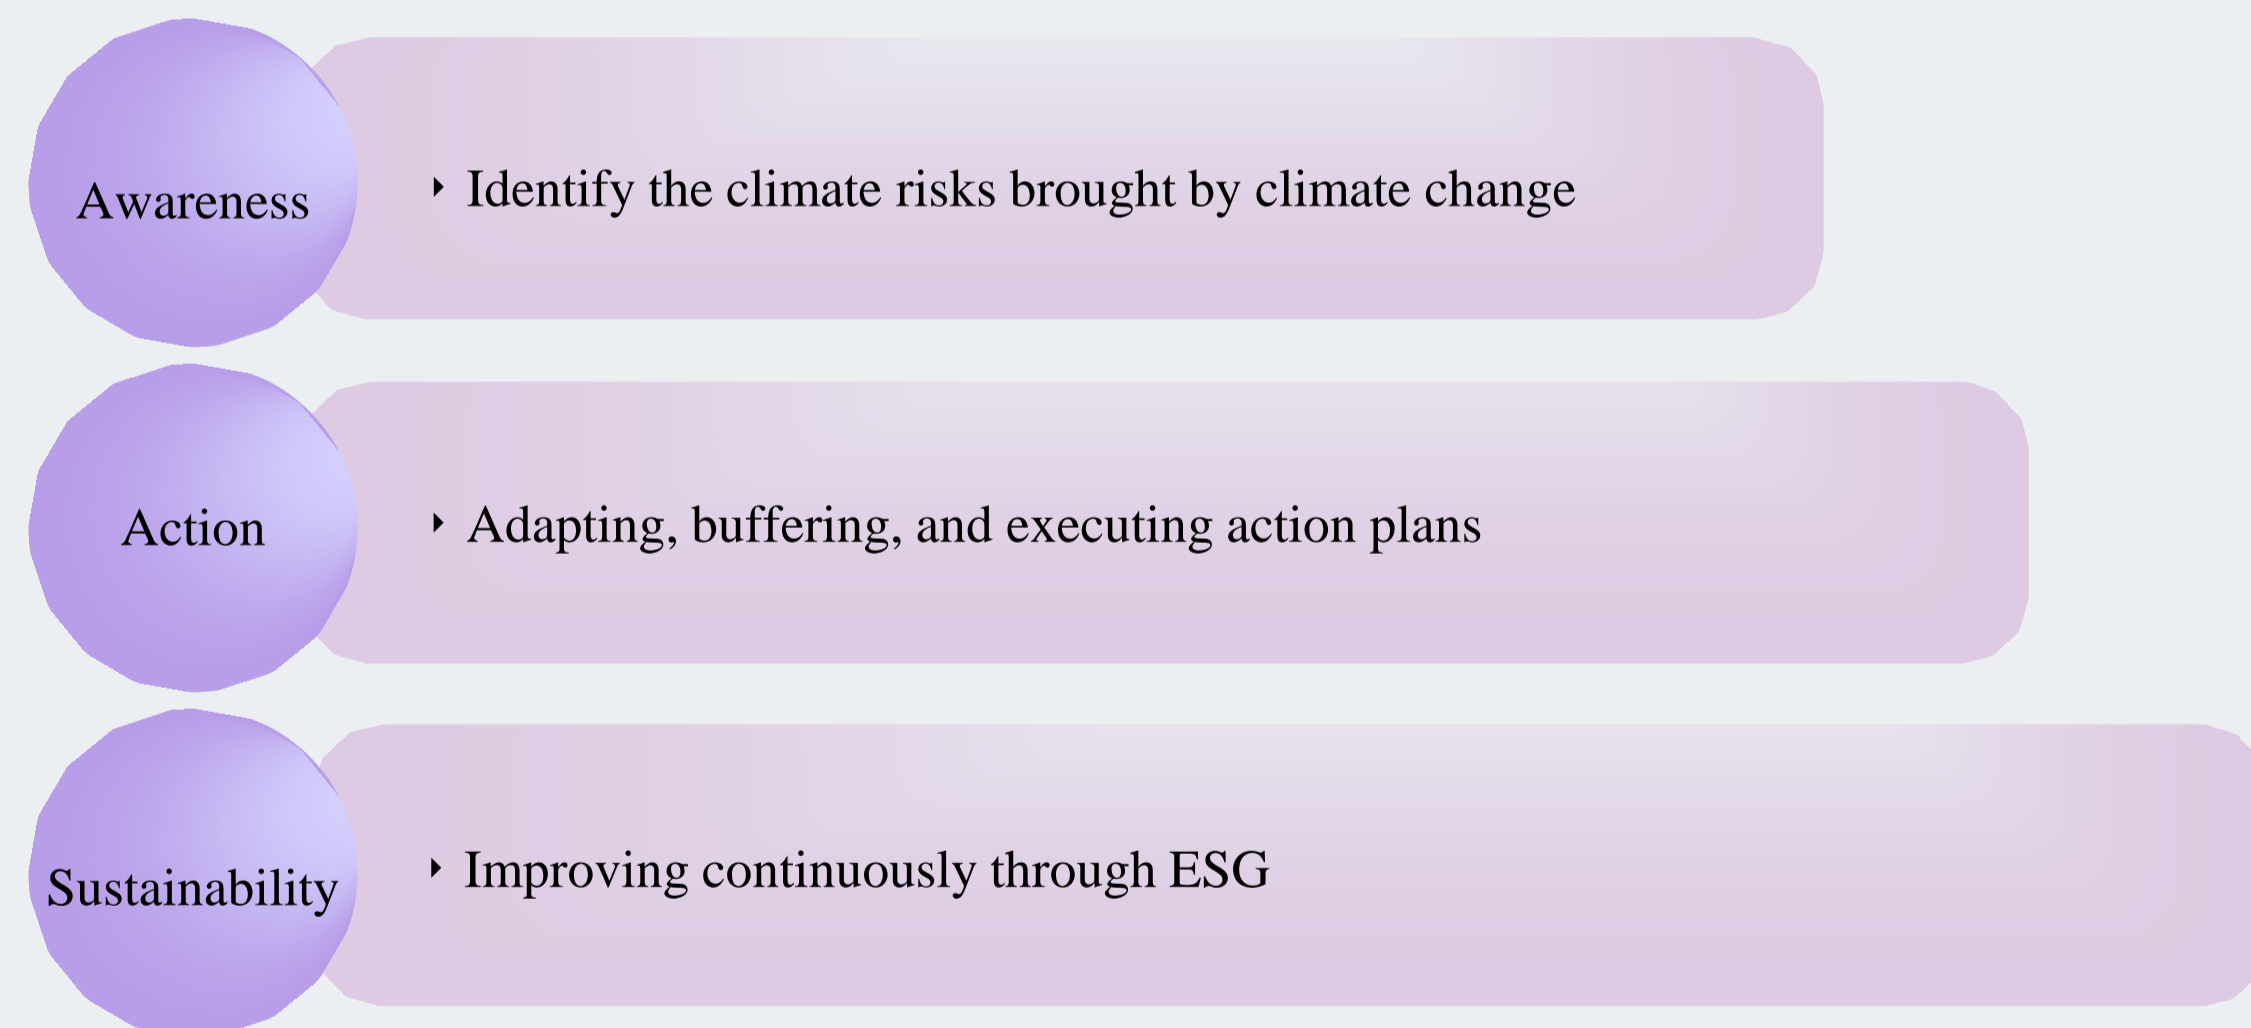 Awareness
‣ Identify the climate risks brought by climate change
Action
‣ Adapting, buffering, and executing action plans
Sustainability
‣ Improving continuously through ESG